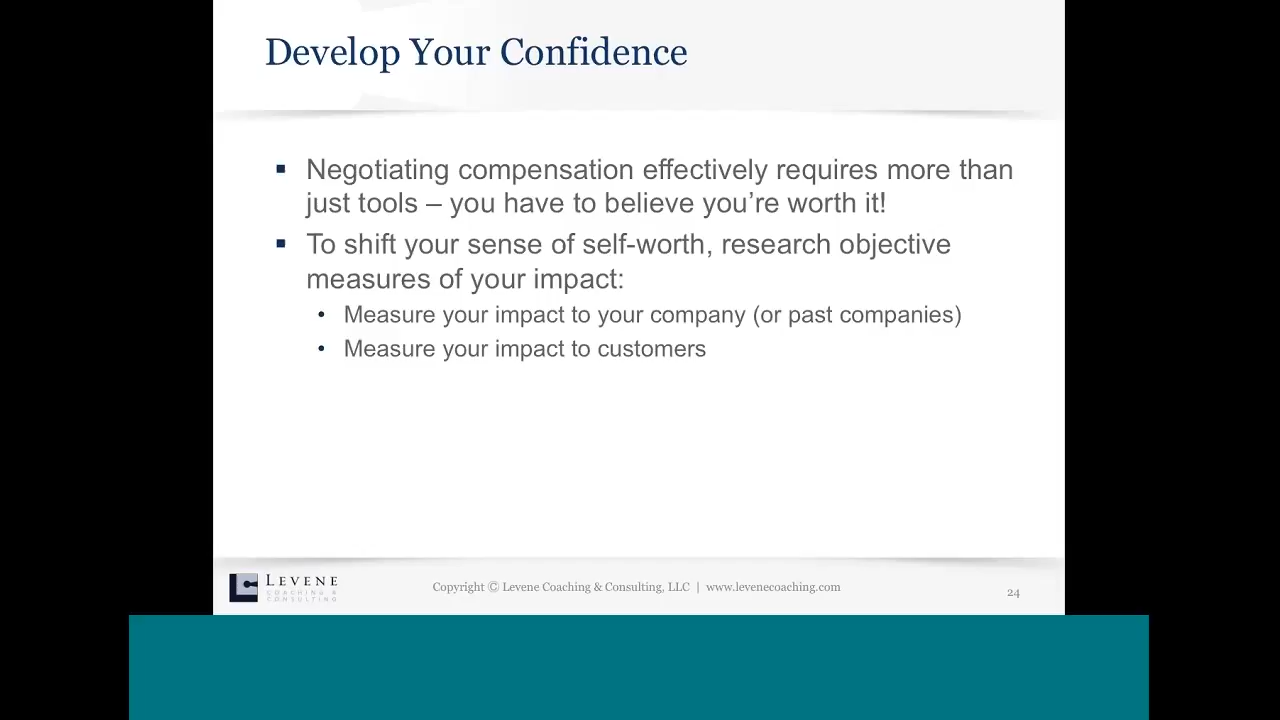 Develop Your Confidence
▪ Negotiating compensation effectively requires more than
just tools – you have to believe you’re worth it!
▪ To shift your sense of self-worth, research objective
measures of your impact:
• Measure your impact to your company (or past companies)
• Measure your impact to customers
LEVENE
COACHING &
CONSULTING
Copyright © Levene Coaching & Consulting, LLC | www.levenecoaching.com
24